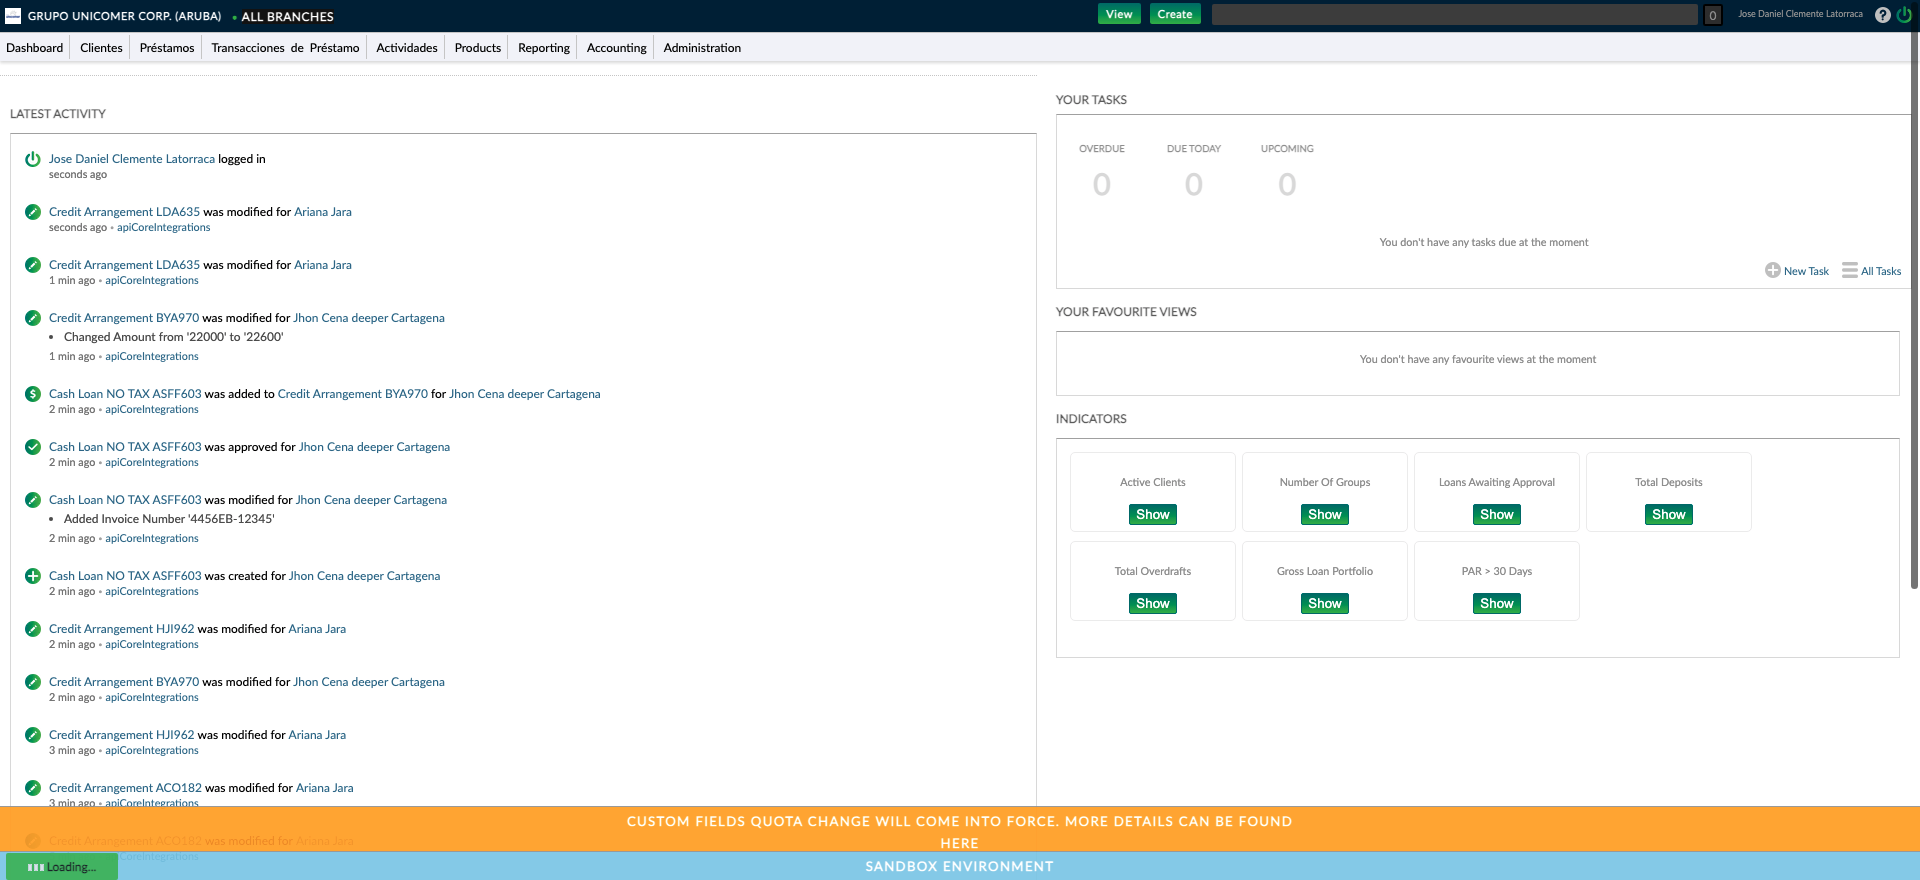 GRUPO UNICOMER CORP. (ARUBA) • ALL BRANCHES
View Create 0 Jose Daniel Clemente Latorraca ?
Dashboard Clientes Préstamos Transacciones de Préstamo Actividades Products Reporting Accounting Administration
LATEST ACTIVITY
Jose Daniel Clemente Latorraca logged in
seconds ago
Credit Arrangement LDA635 was modified for Ariana Jara
seconds ago • apiCoreIntegrations
Credit Arrangement LDA635 was modified for Ariana Jara
1 min ago • apiCoreIntegrations
Credit Arrangement BYA970 was modified for Jhon Cena deeper Cartagena
• Changed Amount from '22000' to '22600'
1 min ago • apiCoreIntegrations
Cash Loan NO TAX ASFF603 was added to Credit Arrangement BYA970 for Jhon Cena deeper Cartagena
2 min ago • apiCoreIntegrations
Cash Loan NO TAX ASFF603 was approved for Jhon Cena deeper Cartagena
2 min ago • apiCoreIntegrations
Cash Loan NO TAX ASFF603 was modified for Jhon Cena deeper Cartagena
• Added Invoice Number '4456EB-12345'
2 min ago • apiCoreIntegrations
Cash Loan NO TAX ASFF603 was created for Jhon Cena deeper Cartagena
2 min ago • apiCoreIntegrations
Credit Arrangement HJI962 was modified for Ariana Jara
2 min ago • apiCoreIntegrations
Credit Arrangement BYA970 was modified for Jhon Cena deeper Cartagena
2 min ago • apiCoreIntegrations
Credit Arrangement HJI962 was modified for Ariana Jara
3 min ago • apiCoreIntegrations
Credit Arrangement ACO182 was modified for Ariana Jara
3 min ago • apiCoreIntegrations
Credit Arrangement ACO182 was modified for Ariana Jara
apiCoreIntegrations
YOUR TASKS
OVERDUE DUE TODAY UPCOMING
0 0 0
You don't have any tasks due at the moment
New Task All Tasks
YOUR FAVOURITE VIEWS
You don't have any favourite views at the moment
INDICATORS
Active Clients Number Of Groups Loans Awaiting Approval Total Deposits
Show Show Show Show
Total Overdrafts Gross Loan Portfolio PAR > 30 Days
Show Show Show
CUSTOM FIELDS QUOTA CHANGE WILL COME INTO FORCE. MORE DETAILS CAN BE FOUND
HERE
Loading... SANDBOX ENVIRONMENT